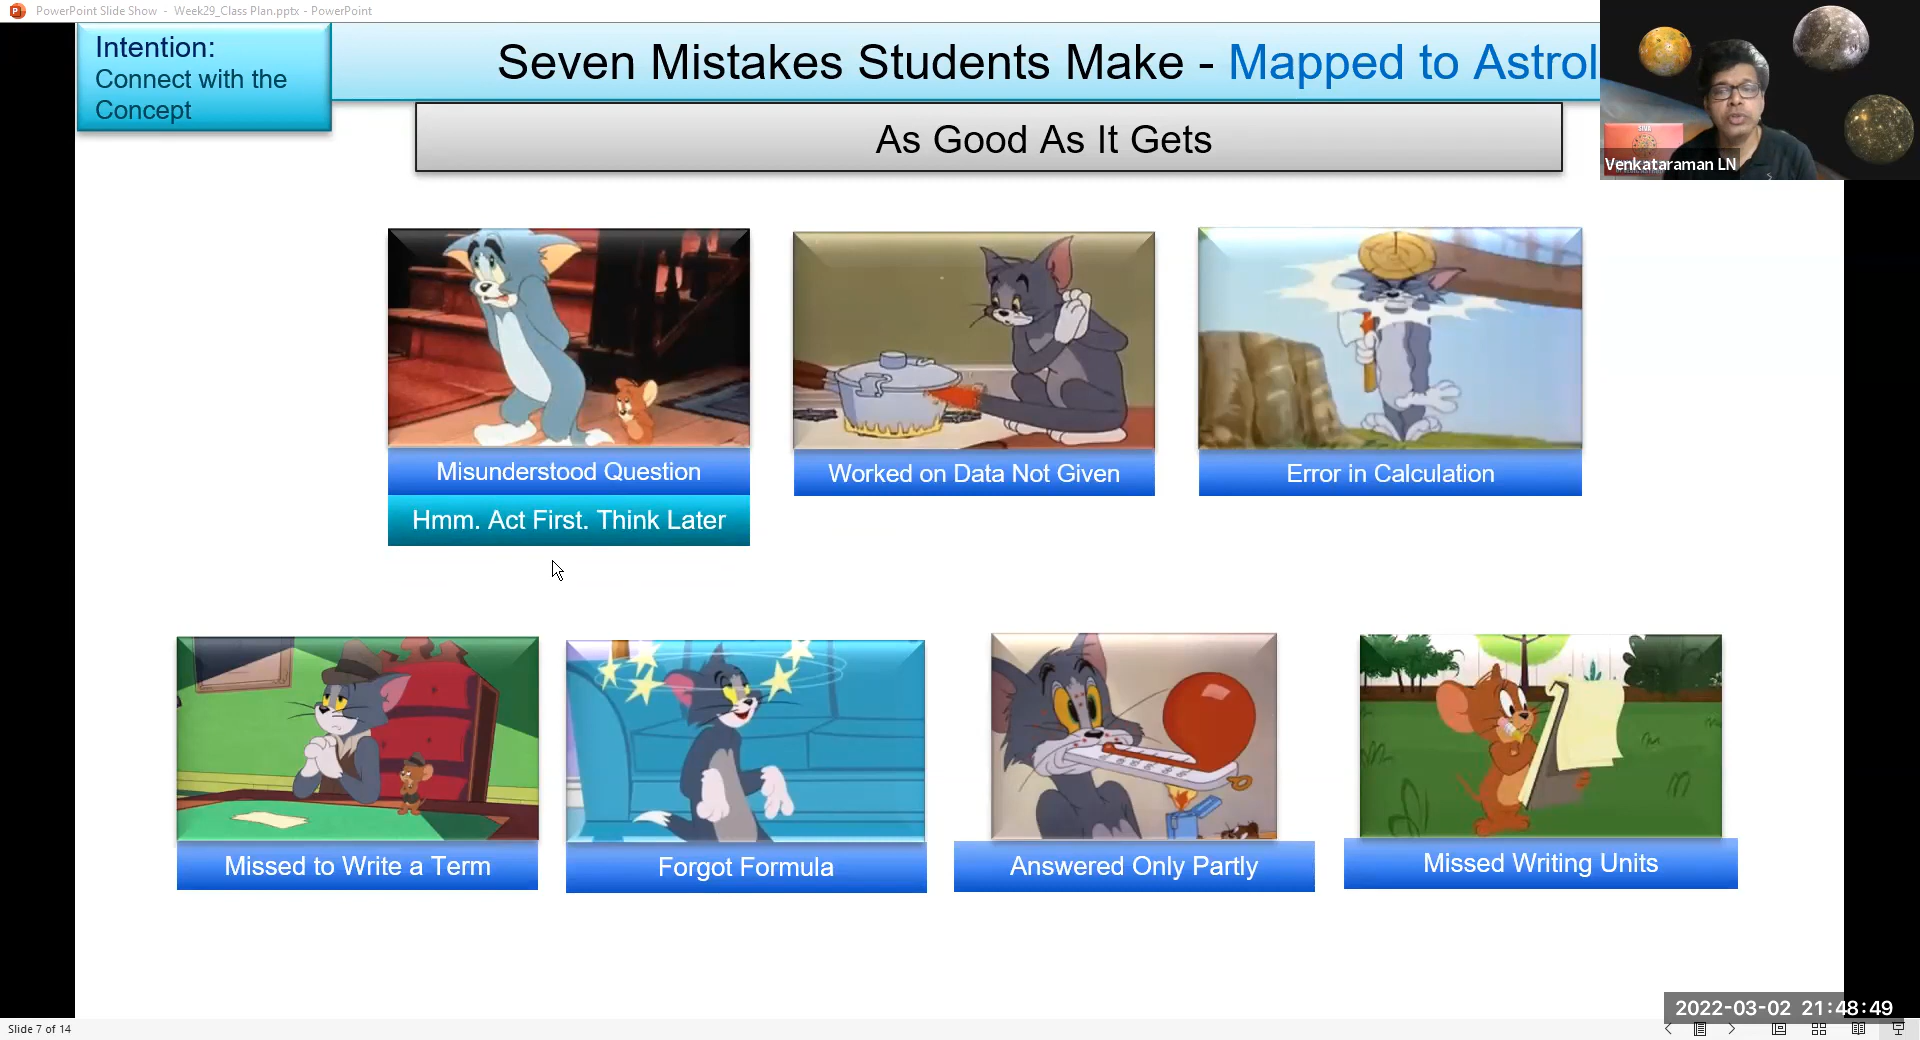 PowerPoint Slide Show - Week29_Class Plan.pptx - PowerPoint
Intention:
Connect with the
Concept
Seven Mistakes Students Make - Mapped to Astrol
As Good As It Gets
Venkataraman LN
Misunderstood Question
Hmm. Act First. Think Later
Worked on Data Not Given
Error in Calculation
Missed to Write a Term
Forgot Formula
Answered Only Partly
Missed Writing Units
2022-03-02 21:48:49
Slide 7 of 14